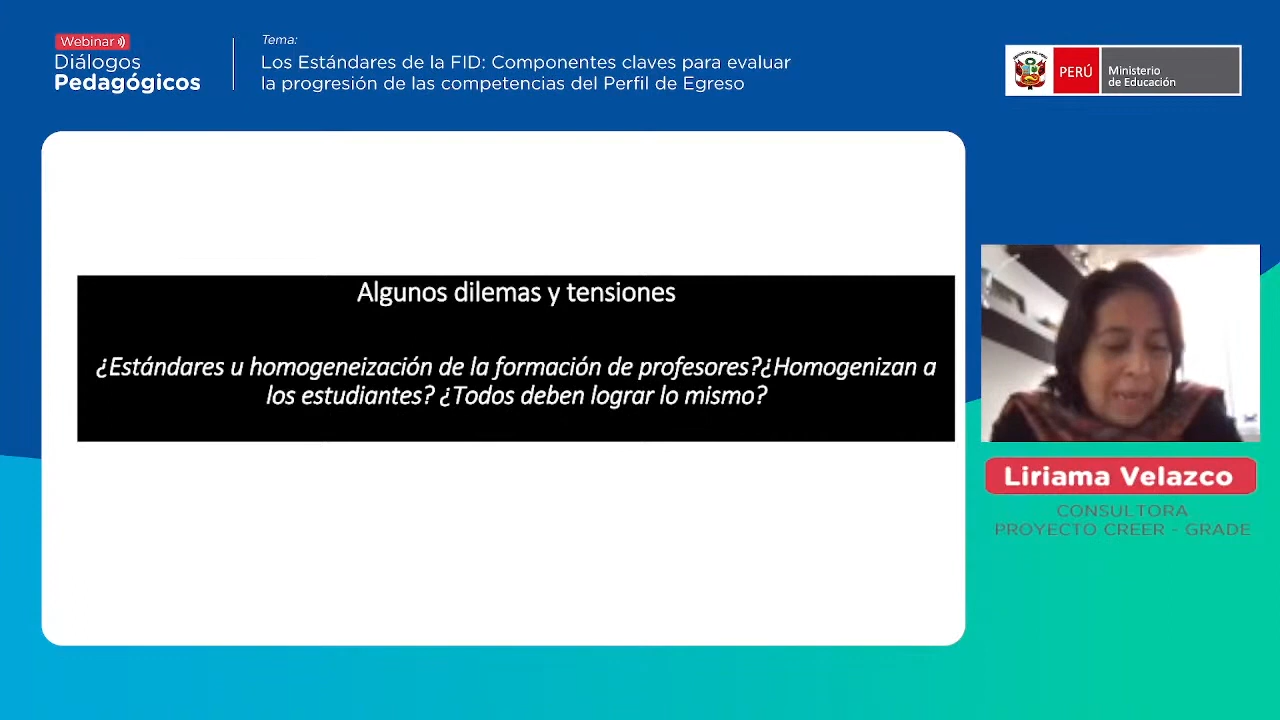 Webinar
Diálogos
Pedagógicos
Tema:
Los Estándares de la FID: Componentes claves para evaluar
la progresión de las competencias del Perfil de Egreso
PERÚ
Ministerio
de Educación
Algunos dilemas y tensiones
¿Estándares u homogeneización de la formación de profesores?¿Homogenizan a
los estudiantes? ¿Todos deben lograr lo mismo?
Liriama Velazco
CONSULTORA
PROYECTO CREER - GRADE